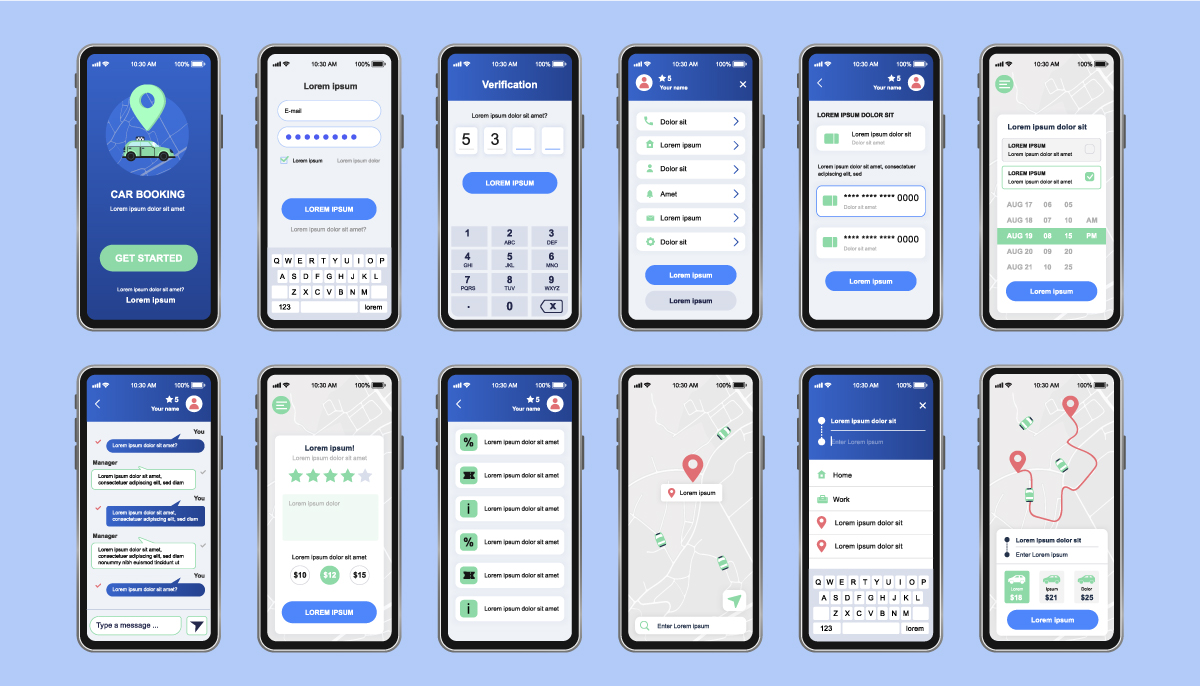 10:30 AM 100%
CAR BOOKING
Lorem ipsum dolor sit amet
GET STARTED
Lorem ipsum dolor sit amet?
Lorem ipsum
10:30 AM 100%
Lorem ipsum
E-mail
Lorem ipsum Lorem ipsum dolor
LOREM IPSUM
Lorem ipsum dolor sit amet?
Q W E R T Y U I O P
A S D F G H J K L
Z X C V B N M
123 lorem
10:30 AM 100%
Verification
Lorem ipsum dolor sit amet?
5 3 _ _
LOREM IPSUM
1 2 3
ABC DEF
4 5 6
GHI JKL MNO
7 8 9
PQRS TUV WXYZ
. 0 X
10:30 AM 100%
5
Your name
Dolor sit
Lorem ipsum
Dolor sit
Amet
Lorem ipsum
Dolor sit
Lorem ipsum
Lorem ipsum
10:30 AM 100%
5
Your name
LOREM IPSUM DOLOR SIT
Lorem ipsum dolor sit
Dolor sit amet
Lorem ipsum dolor sit amet, consectetuer
adipiscing elit, sed
**** **** **** 0000
Dolor sit amet
**** **** **** 0000
Dolor sit amet
Lorem ipsum
10:30 AM 100%
Lorem ipsum dolor sit
LOREM IPSUM
Lorem ipsum dolor sit amet
LOREM IPSUM
Lorem ipsum dolor sit amet
AUG 17 06 05
AUG 18 07 10 AM
AUG 19 08 15 PM
AUG 20 09 20
AUG 21 10 25
Lorem ipsum
10:30 AM 100%
5
Your name
You
Lorem ipsum dolor sit amet?
Manager
Lorem ipsum dolor sit amet,
consectetuer adipiscing elit, sed diam
You
Lorem ipsum dolor sit amet,
consectetuer adipiscing elit, sed diam
Manager
Lorem ipsum dolor sit amet,
consectetuer adipiscing elit, sed diam
nonummy nibh euismod tincidunt ut
You
Lorem ipsum dolor sit amet?
Type a message ...
10:30 AM 100%
Lorem ipsum!
Lorem ipsum dolor sit amet
Lorem ipsum dolor
Lorem ipsum dolor sit amet
$10 $12 $15
LOREM IPSUM
10:30 AM 100%
5
Your name
% Lorem ipsum dolor sit amet
Lorem ipsum dolor sit amet
i Lorem ipsum dolor sit amet
% Lorem ipsum dolor sit amet
Lorem ipsum dolor sit amet
i Lorem ipsum dolor sit amet
10:30 AM 100%
Lorem ipsum
Enter Lorem ipsum
10:30 AM 100%
Lorem ipsum dolor sit
Enter Lorem ipsum
Home
Work
Lorem ipsum dolor sit
Lorem ipsum dolor sit
Q W E R T Y U I O P
A S D F G H J K L
Z X C V B N M
123 lorem
10:30 AM 100%
Lorem ipsum dolor sit
Enter Lorem ipsum
Lorem Ipsum Dolor
$18 $21 $25
Lorem ipsum